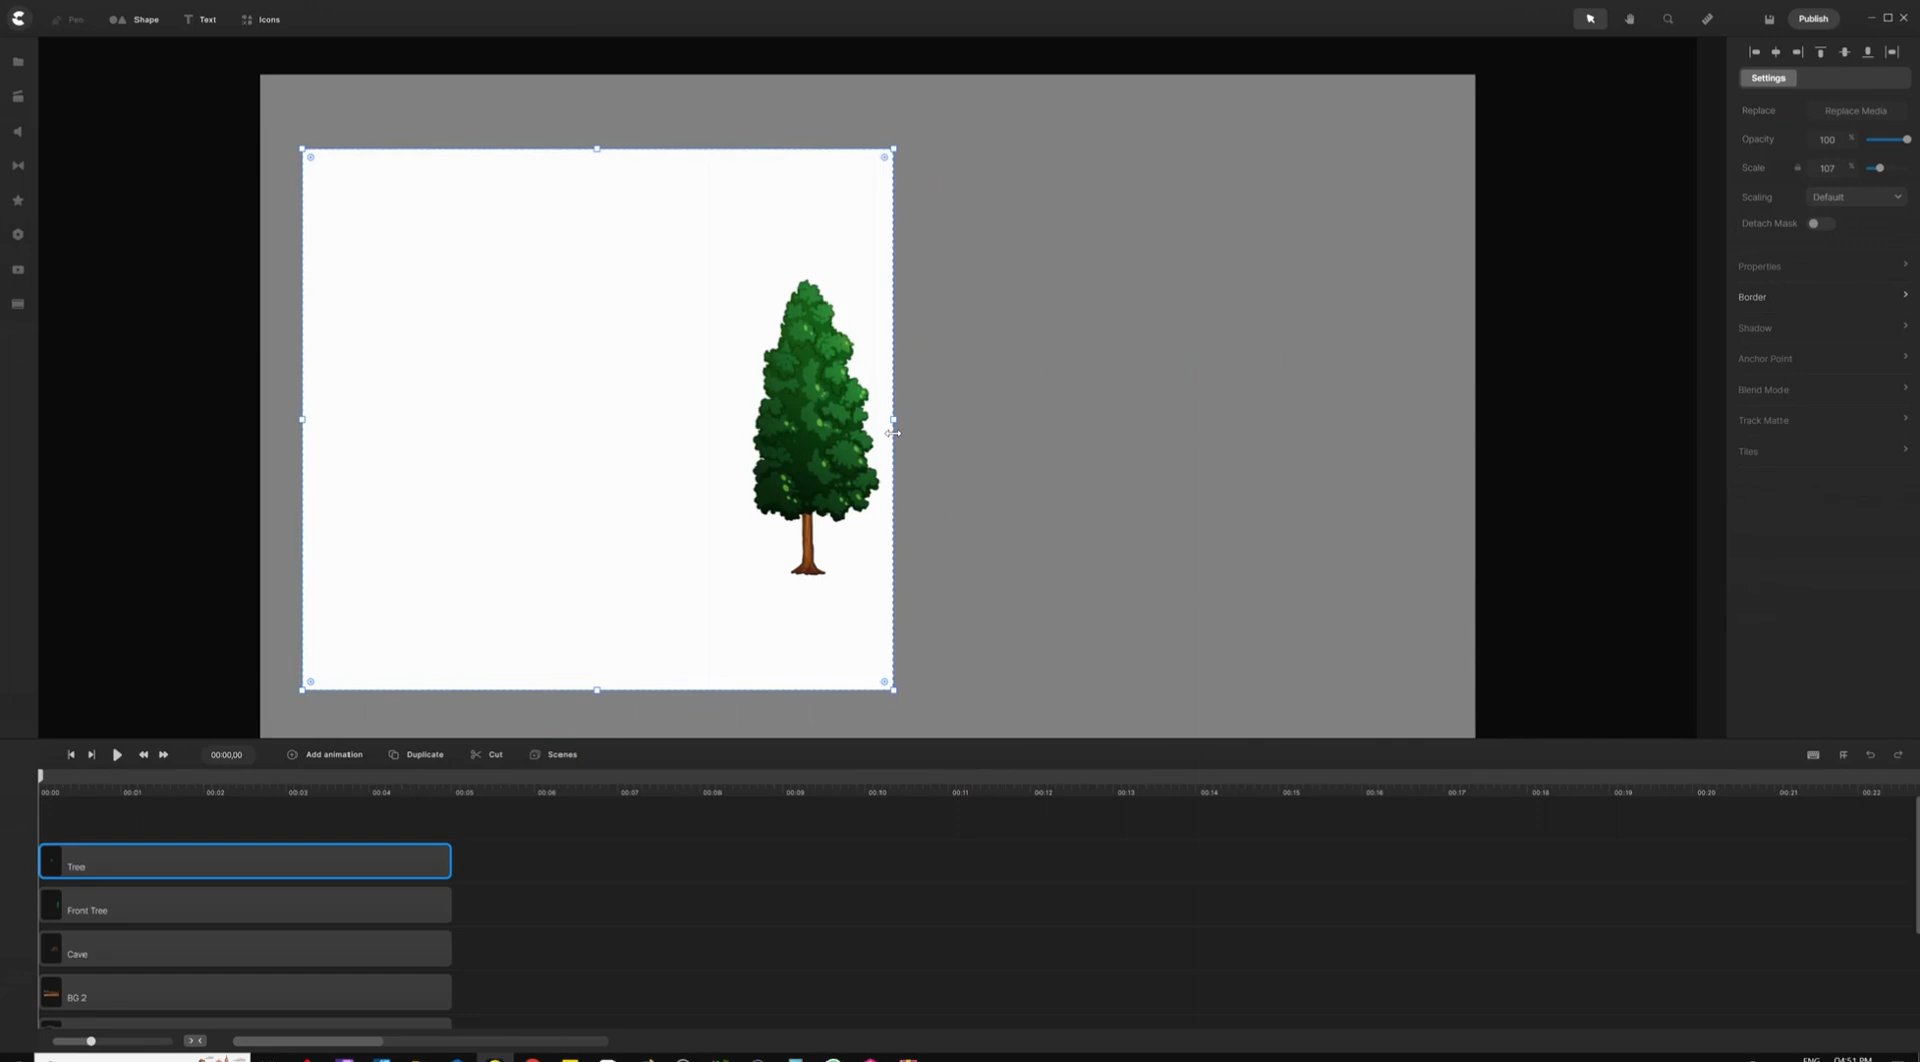 Pen Shape Text Icons Publish
Settings
Replace Replace Media
Opacity 100 %
Scale 107 %
Scaling Default
Detach Mask
Properties
Border
Shadow
Anchor Point
Blend Mode
Track Matte
Tiles
00:00,00 Add animation Duplicate Cut Scenes
00:00 00:01 00:02 00:03 00:04 00:05 00:06 00:07 00:08 00:09 00:10 00:11 00:12 00:13 00:14 00:15 00:16 00:17 00:18 00:19 00:20 00:21 00:22
Tree
Front Tree
Cave
BG 2
ENG 04:51 PM